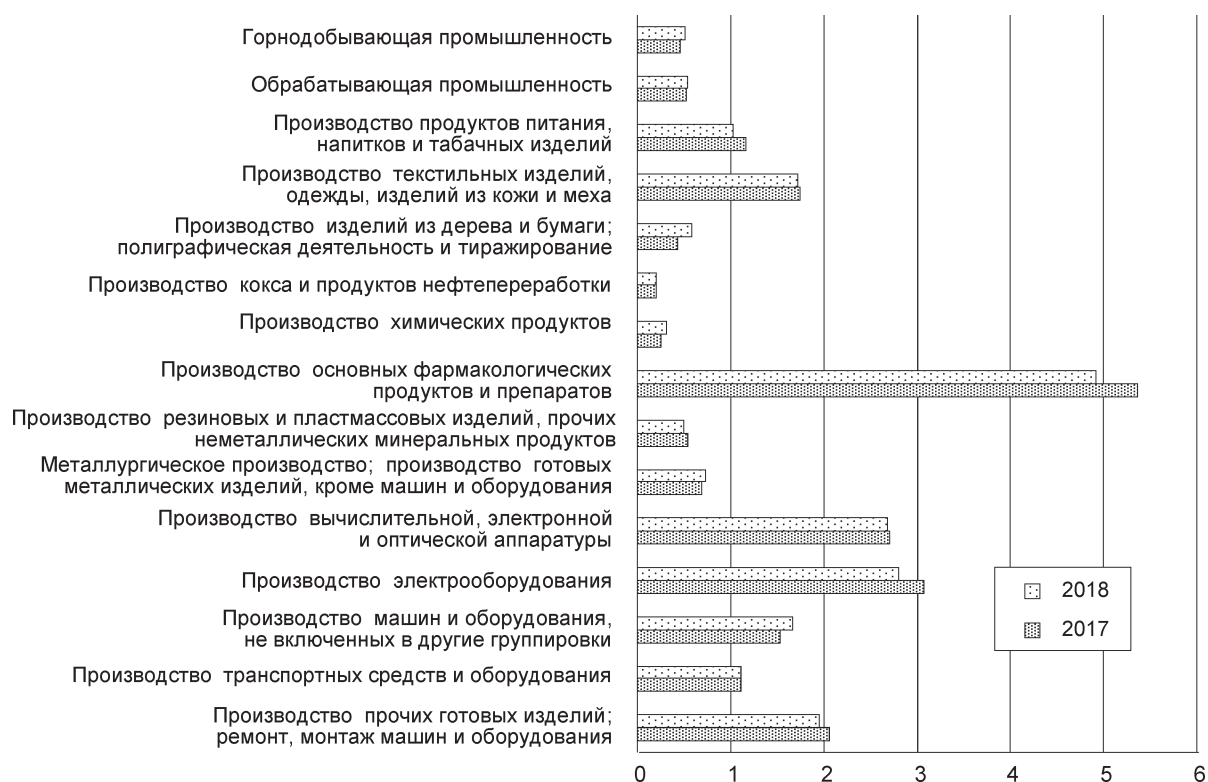 Горнодобывающая промышленность
Обрабатывающая промышленность
Производство продуктов питания,
напитков и табачных изделий
Производство текстильных изделий,
одежды, изделий из кожи и меха
Производство изделий из дерева и бумаги;
полиграфическая деятельность и тиражирование
Производство кокса и продуктов нефтепереработки
Производство химических продуктов
Производство основных фармакологических
продуктов и препаратов
Производство резиновых и пластмассовых изделий, прочих
неметаллических минеральных продуктов
Металлургическое производство; производство готовых
металлических изделий, кроме машин и оборудования
Производство вычислительной, электронной
и оптической аппаратуры
Производство электрооборудования
Производство машин и оборудования,
не включенных в другие группировки
Производство транспортных средств и оборудования
Производство прочих готовых изделий;
ремонт, монтаж машин и оборудования
2018
2017
0 1 2 3 4 5 6